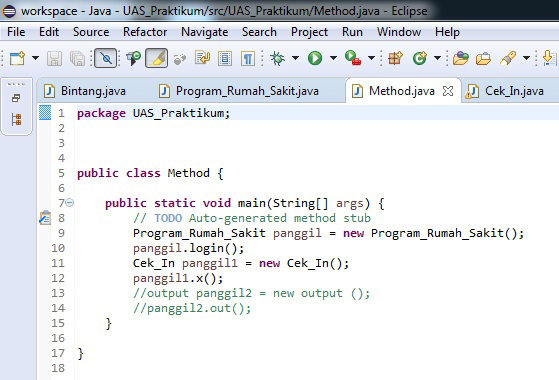 workspace - Java - UAS_Praktikum/src/UAS_Praktikum/Method.java - Eclipse
File Edit Source Refactor Navigate Search Project Run Window Help
Bintang.java Program_Rumah_Sakit.java Method.java Cek_In.java
1 package UAS_Praktikum;
2
3
4
5 public class Method {
6
7 public static void main(String[] args) {
8 // TODO Auto-generated method stub
9 Program_Rumah_Sakit panggil = new Program_Rumah_Sakit();
10 panggil.login();
11 Cek_In panggil1 = new Cek_In();
12 panggil1.x();
13 //output panggil2 = new output ();
14 //panggil2.out();
15 }
16
17 }
18